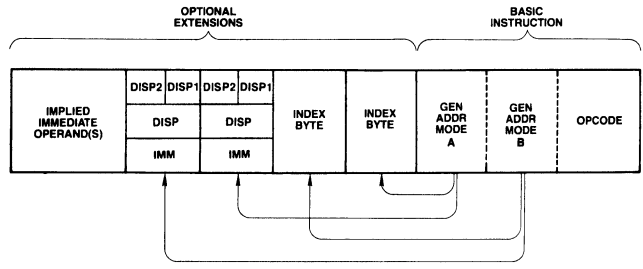 OPTIONAL
EXTENSIONS
BASIC
INSTRUCTION
IMPLIED
IMMEDIATE
OPERAND(S)
DISP2 DISP1
DISP
IMM
DISP2 DISP1
DISP
IMM
INDEX
BYTE
INDEX
BYTE
GEN
ADDR
MODE
A
GEN
ADDR
MODE
B
OPCODE